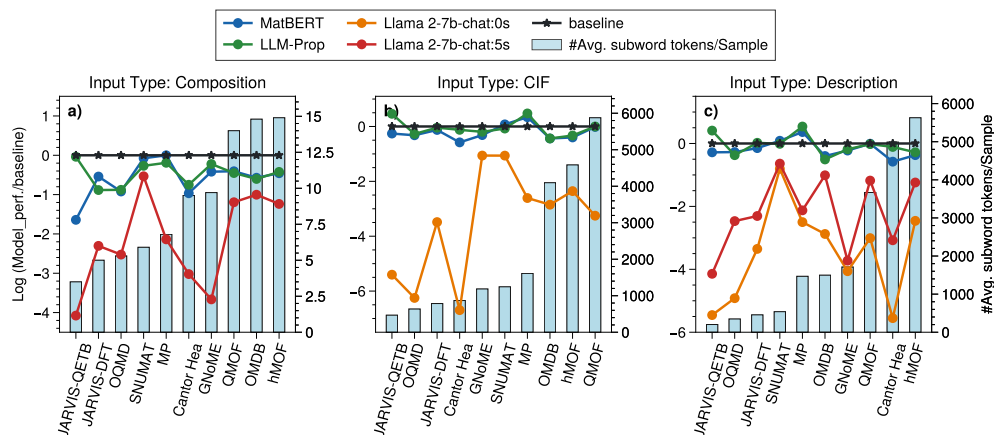 MatBERT
LLM-Prop
Llama 2-7b-chat:0s
Llama 2-7b-chat:5s
baseline
#Avg. subword tokens/Sample
Input Type: Composition
Input Type: CIF
Input Type: Description
a)
b)
c)
Log (Model_perf./baseline)
1
0
−1
−2
−3
−4
15.0
12.5
10.0
7.5
5.0
2.5
0
JARVIS-QETB
JARVIS-DFT
OQMD
SNUMAT
MP
Cantor Hea
GNoME
QMOF
OMDB
hMOF
0
−2
−4
−6
6000
5000
4000
3000
2000
1000
0
JARVIS-QETB
OQMD
JARVIS-DFT
Cantor Hea
GNoME
SNUMAT
MP
OMDB
hMOF
QMOF
0
−2
−4
−6
6000
5000
4000
3000
2000
1000
0
JARVIS-QETB
OQMD
JARVIS-DFT
SNUMAT
MP
OMDB
GNoME
QMOF
Cantor Hea
hMOF
#Avg. subword tokens/Sample